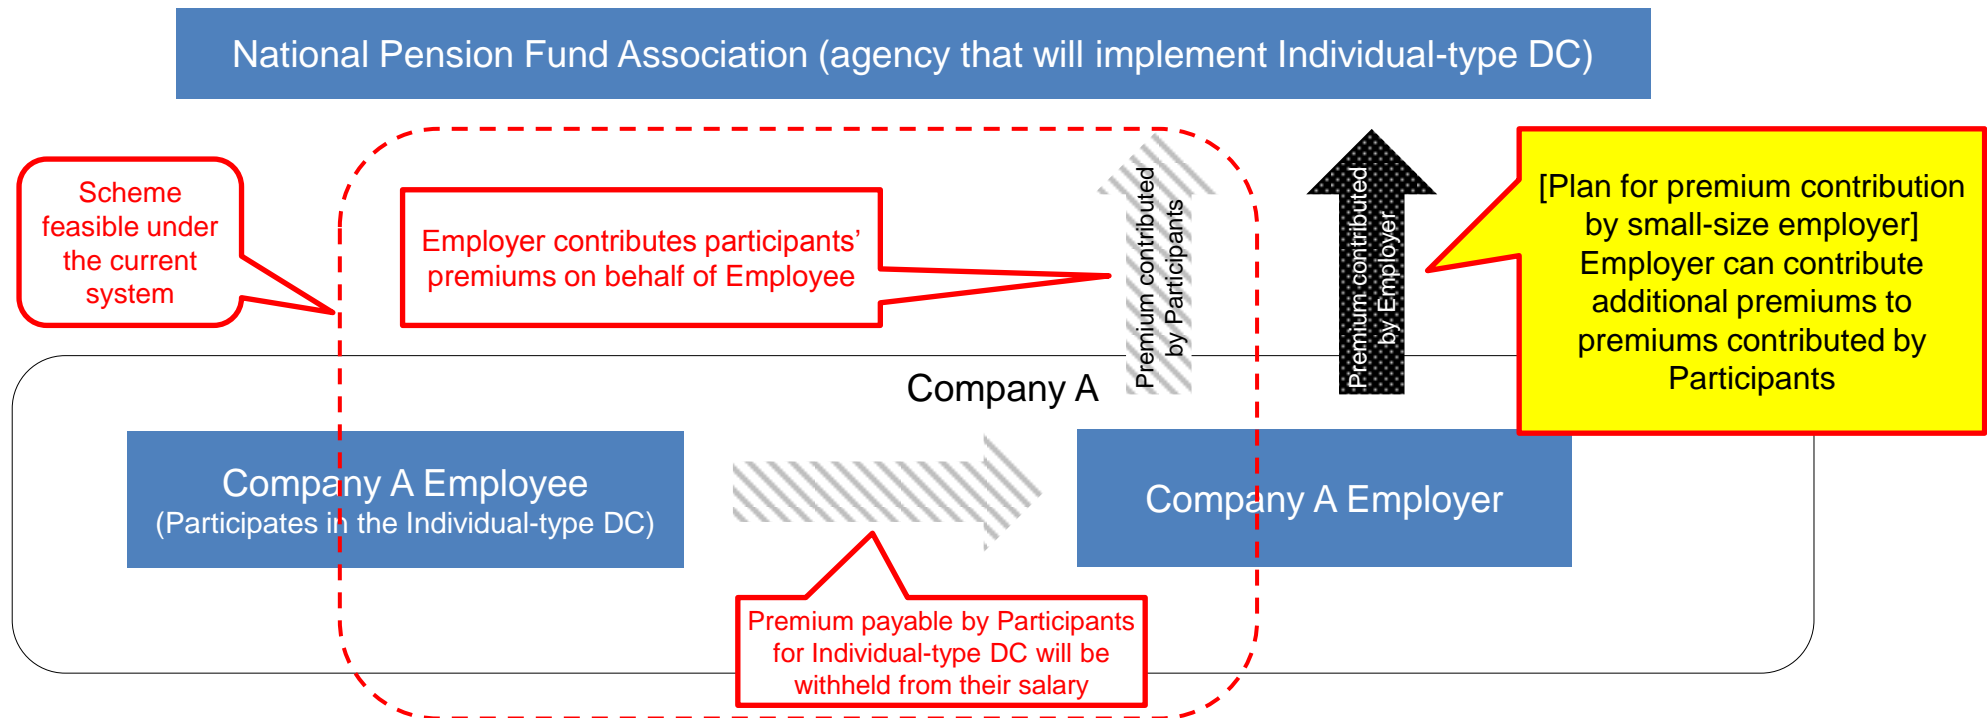 National Pension Fund Association (agency that will implement Individual-type DC)
Scheme
feasible under
the current
system
Employer contributes participants’
premiums on behalf of Employee
Premium contributed
by Participants
Premium contributed
by Employer
[Plan for premium contribution
by small-size employer]
Employer can contribute
additional premiums to
premiums contributed by
Participants
Company A
Company A Employee
(Participates in the Individual-type DC)
Company A Employer
Premium payable by Participants
for Individual-type DC will be
withheld from their salary